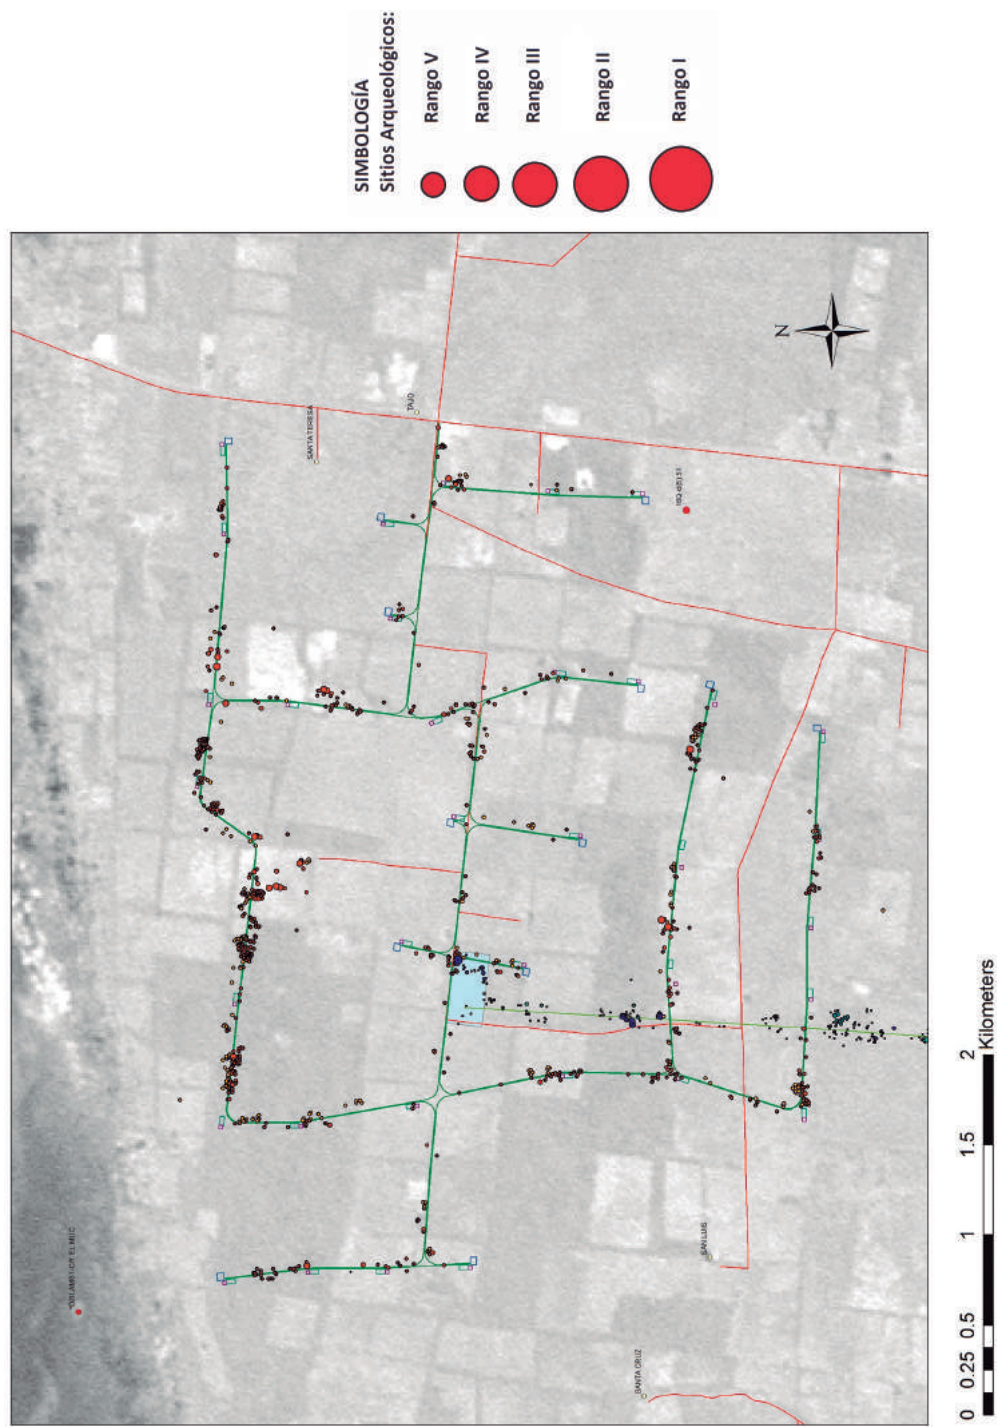 SIMBOLOGÍA
Sitios Arqueológicos:
Rango V
Rango IV
Rango III
Rango II
Rango I
SANTA TERESA
TAJO
N
SAN LUIS
SANTA CRUZ
0 0.25 0.5 1 1.5 2
Kilometers